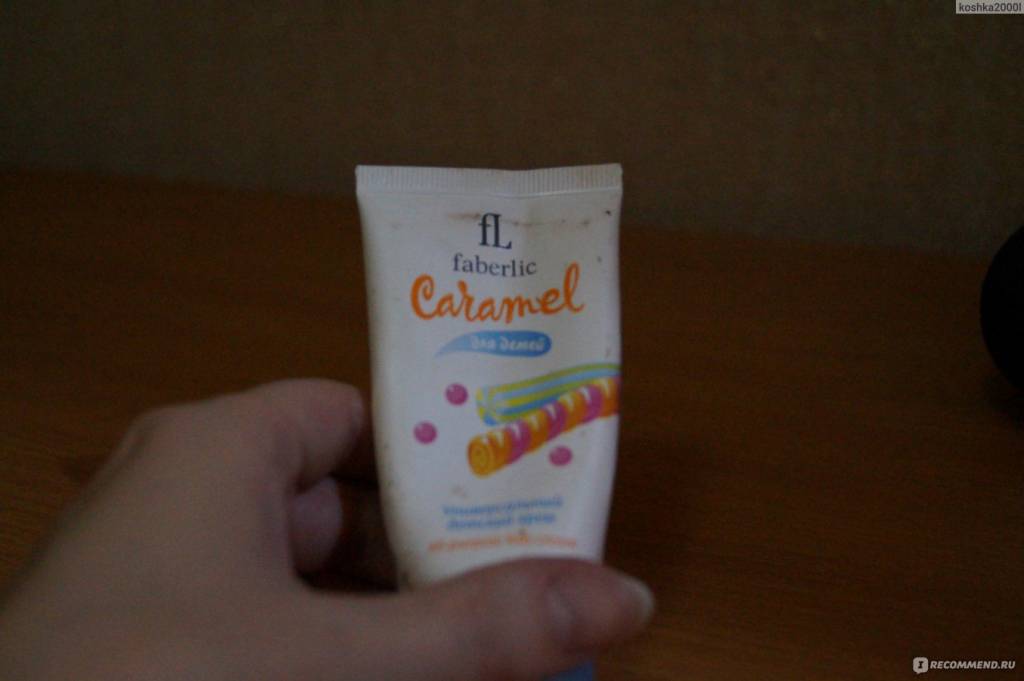 koshka2000l
fL
faberlic
Caramel
для детей
Универсальный
детский крем
I RECOMMEND.RU